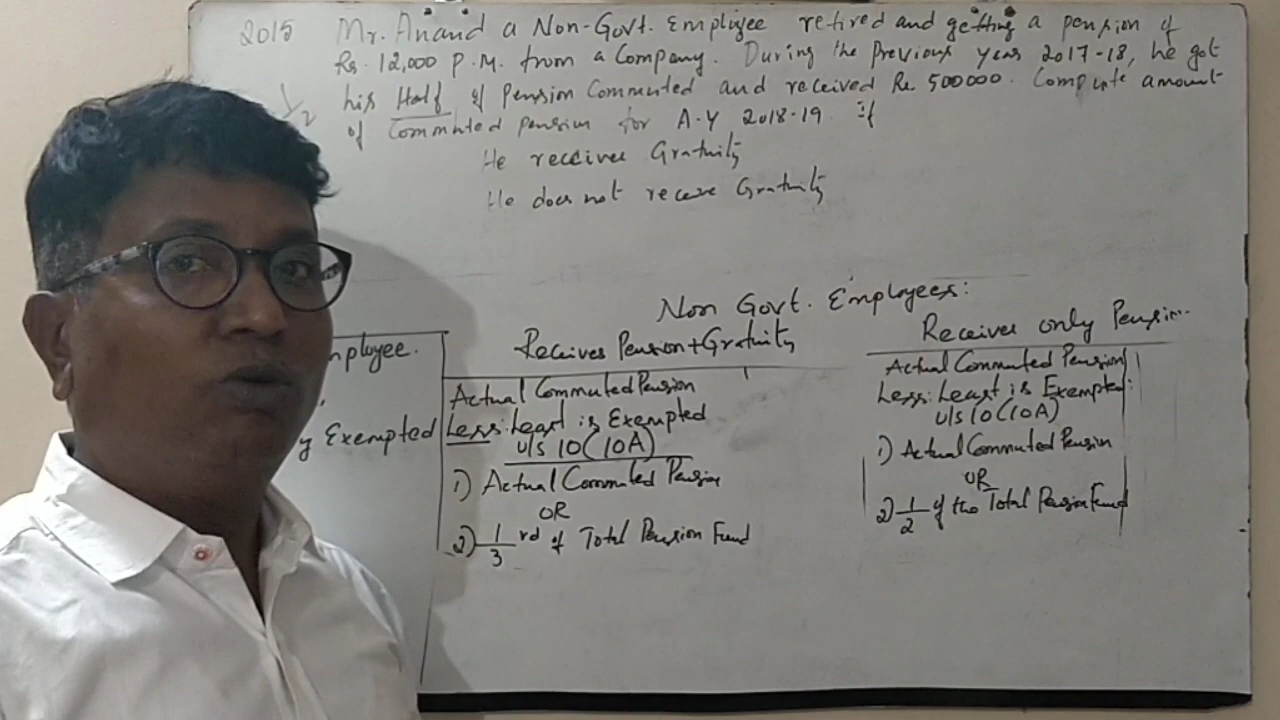 2015 Mr. Anand a Non-Govt. Employee retired and getting a pension of
Rs. 12,000 P.M. from a Company. During the Previous year 2017-18, he got
1/2 his Half of Pension Commuted and received Rs 500000. Compute amount
of Commuted pension for A.Y 2018-19 if
He receives Gratuity
He does not receive Gratuity
Non Govt. Employees:
mployee.
y Exempted
Receives Pension+Gratuity
Actual Commuted Pension
Less: Least is Exempted
u/s 10(10A)
1) Actual Commuted Pension
OR
2) 1/3 rd of Total Pension Fund
Receives only Pension
Actual Commuted Pension
Less: Least is Exempted:
u/s 10(10A)
1) Actual Commuted Pension
OR
2) 1/2 of the Total Pension Fund